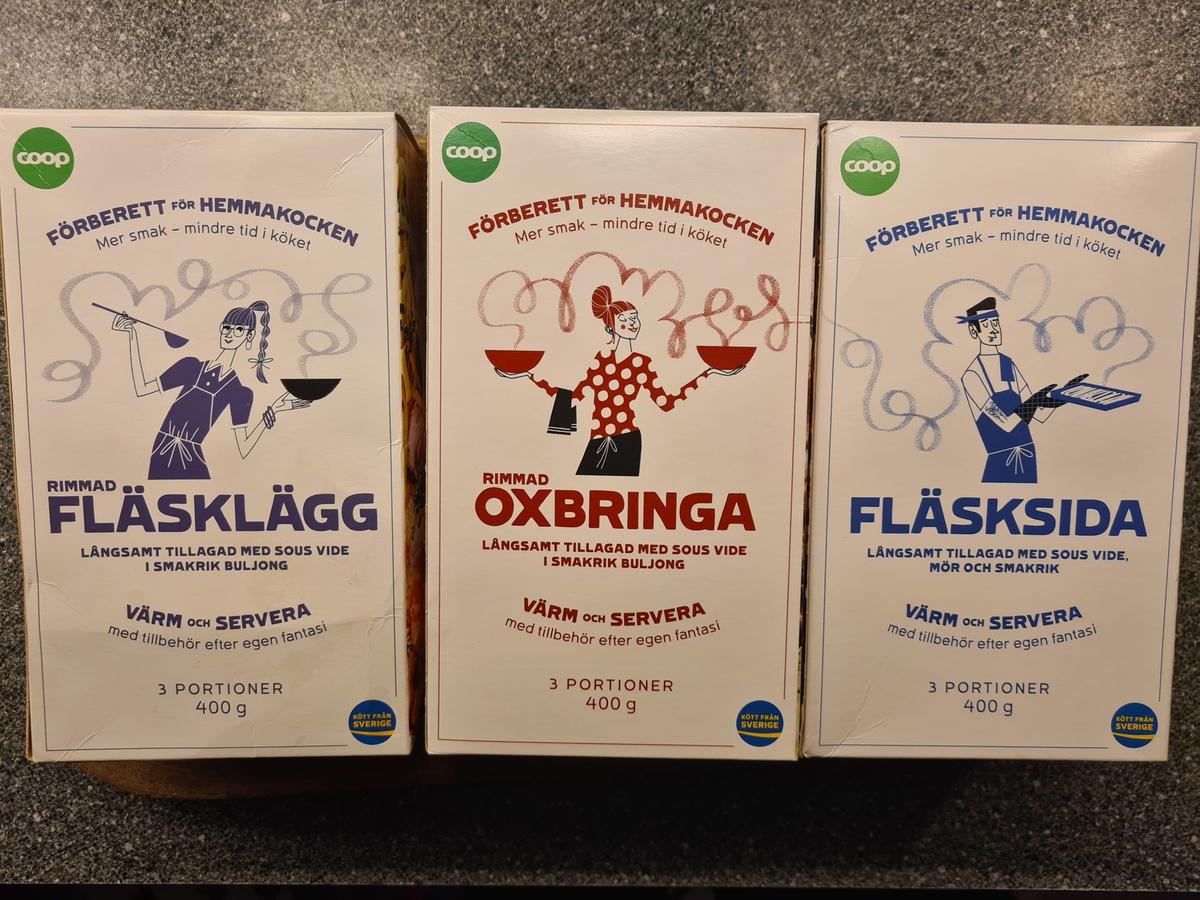 coop
FÖRBERETT FÖR HEMMAKOCKEN
Mer smak – mindre tid i köket
RIMMAD
FLÄSKLÄGG
LÅNGSAMT TILLAGAD MED SOUS VIDE
I SMAKRIK BULJONG
VÄRM OCH SERVERA
med tillbehör efter egen fantasi
3 PORTIONER
400 g
KÖTT FRÅN
SVERIGE
coop
FÖRBERETT FÖR HEMMAKOCKEN
Mer smak – mindre tid i köket
RIMMAD
OXBRINGA
LÅNGSAMT TILLAGAD MED SOUS VIDE
I SMAKRIK BULJONG
VÄRM OCH SERVERA
med tillbehör efter egen fantasi
3 PORTIONER
400 g
KÖTT FRÅN
SVERIGE
coop
FÖRBERETT FÖR HEMMAKOCKEN
Mer smak – mindre tid i köket
FLÄSKSIDA
LÅNGSAMT TILLAGAD MED SOUS VIDE,
MÖR OCH SMAKRIK
VÄRM OCH SERVERA
med tillbehör efter egen fantasi
3 PORTIONER
400 g
KÖTT FRÅN
SVERIGE